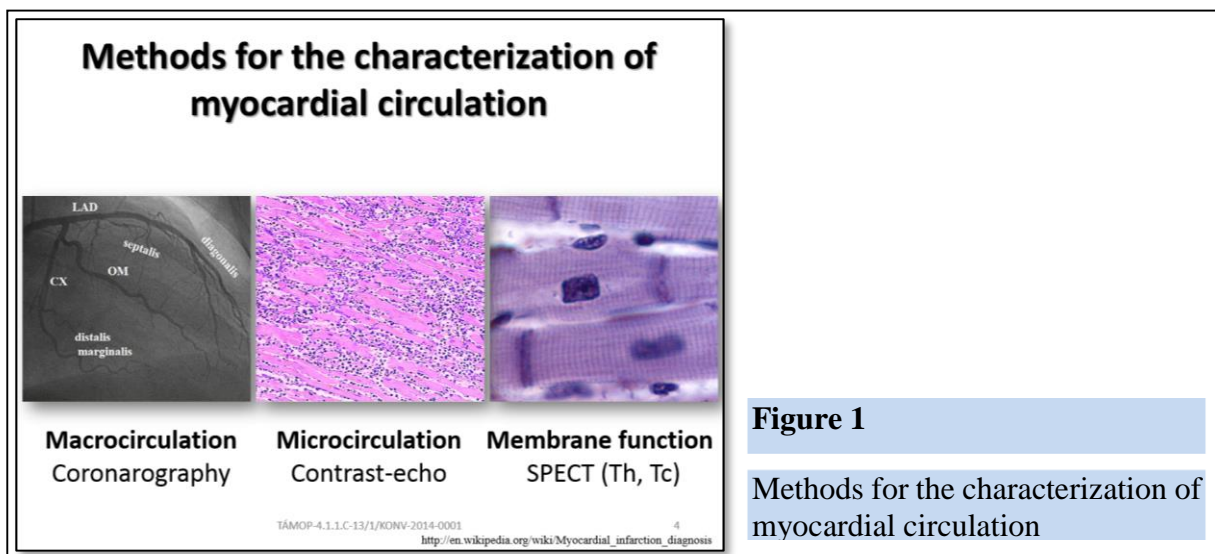 Methods for the characterization of
myocardial circulation
LAD
septalis
diagonalis
OM
CX
distalis
marginalis
Macrocirculation
Coronarography
Microcirculation
Contrast-echo
Membrane function
SPECT (Th, Tc)
TÁMOP-4.1.1.C-13/1/KONV-2014-0001
4
http://en.wikipedia.org/wiki/Myocardial_infarction_diagnosis
Figure 1
Methods for the characterization of
myocardial circulation